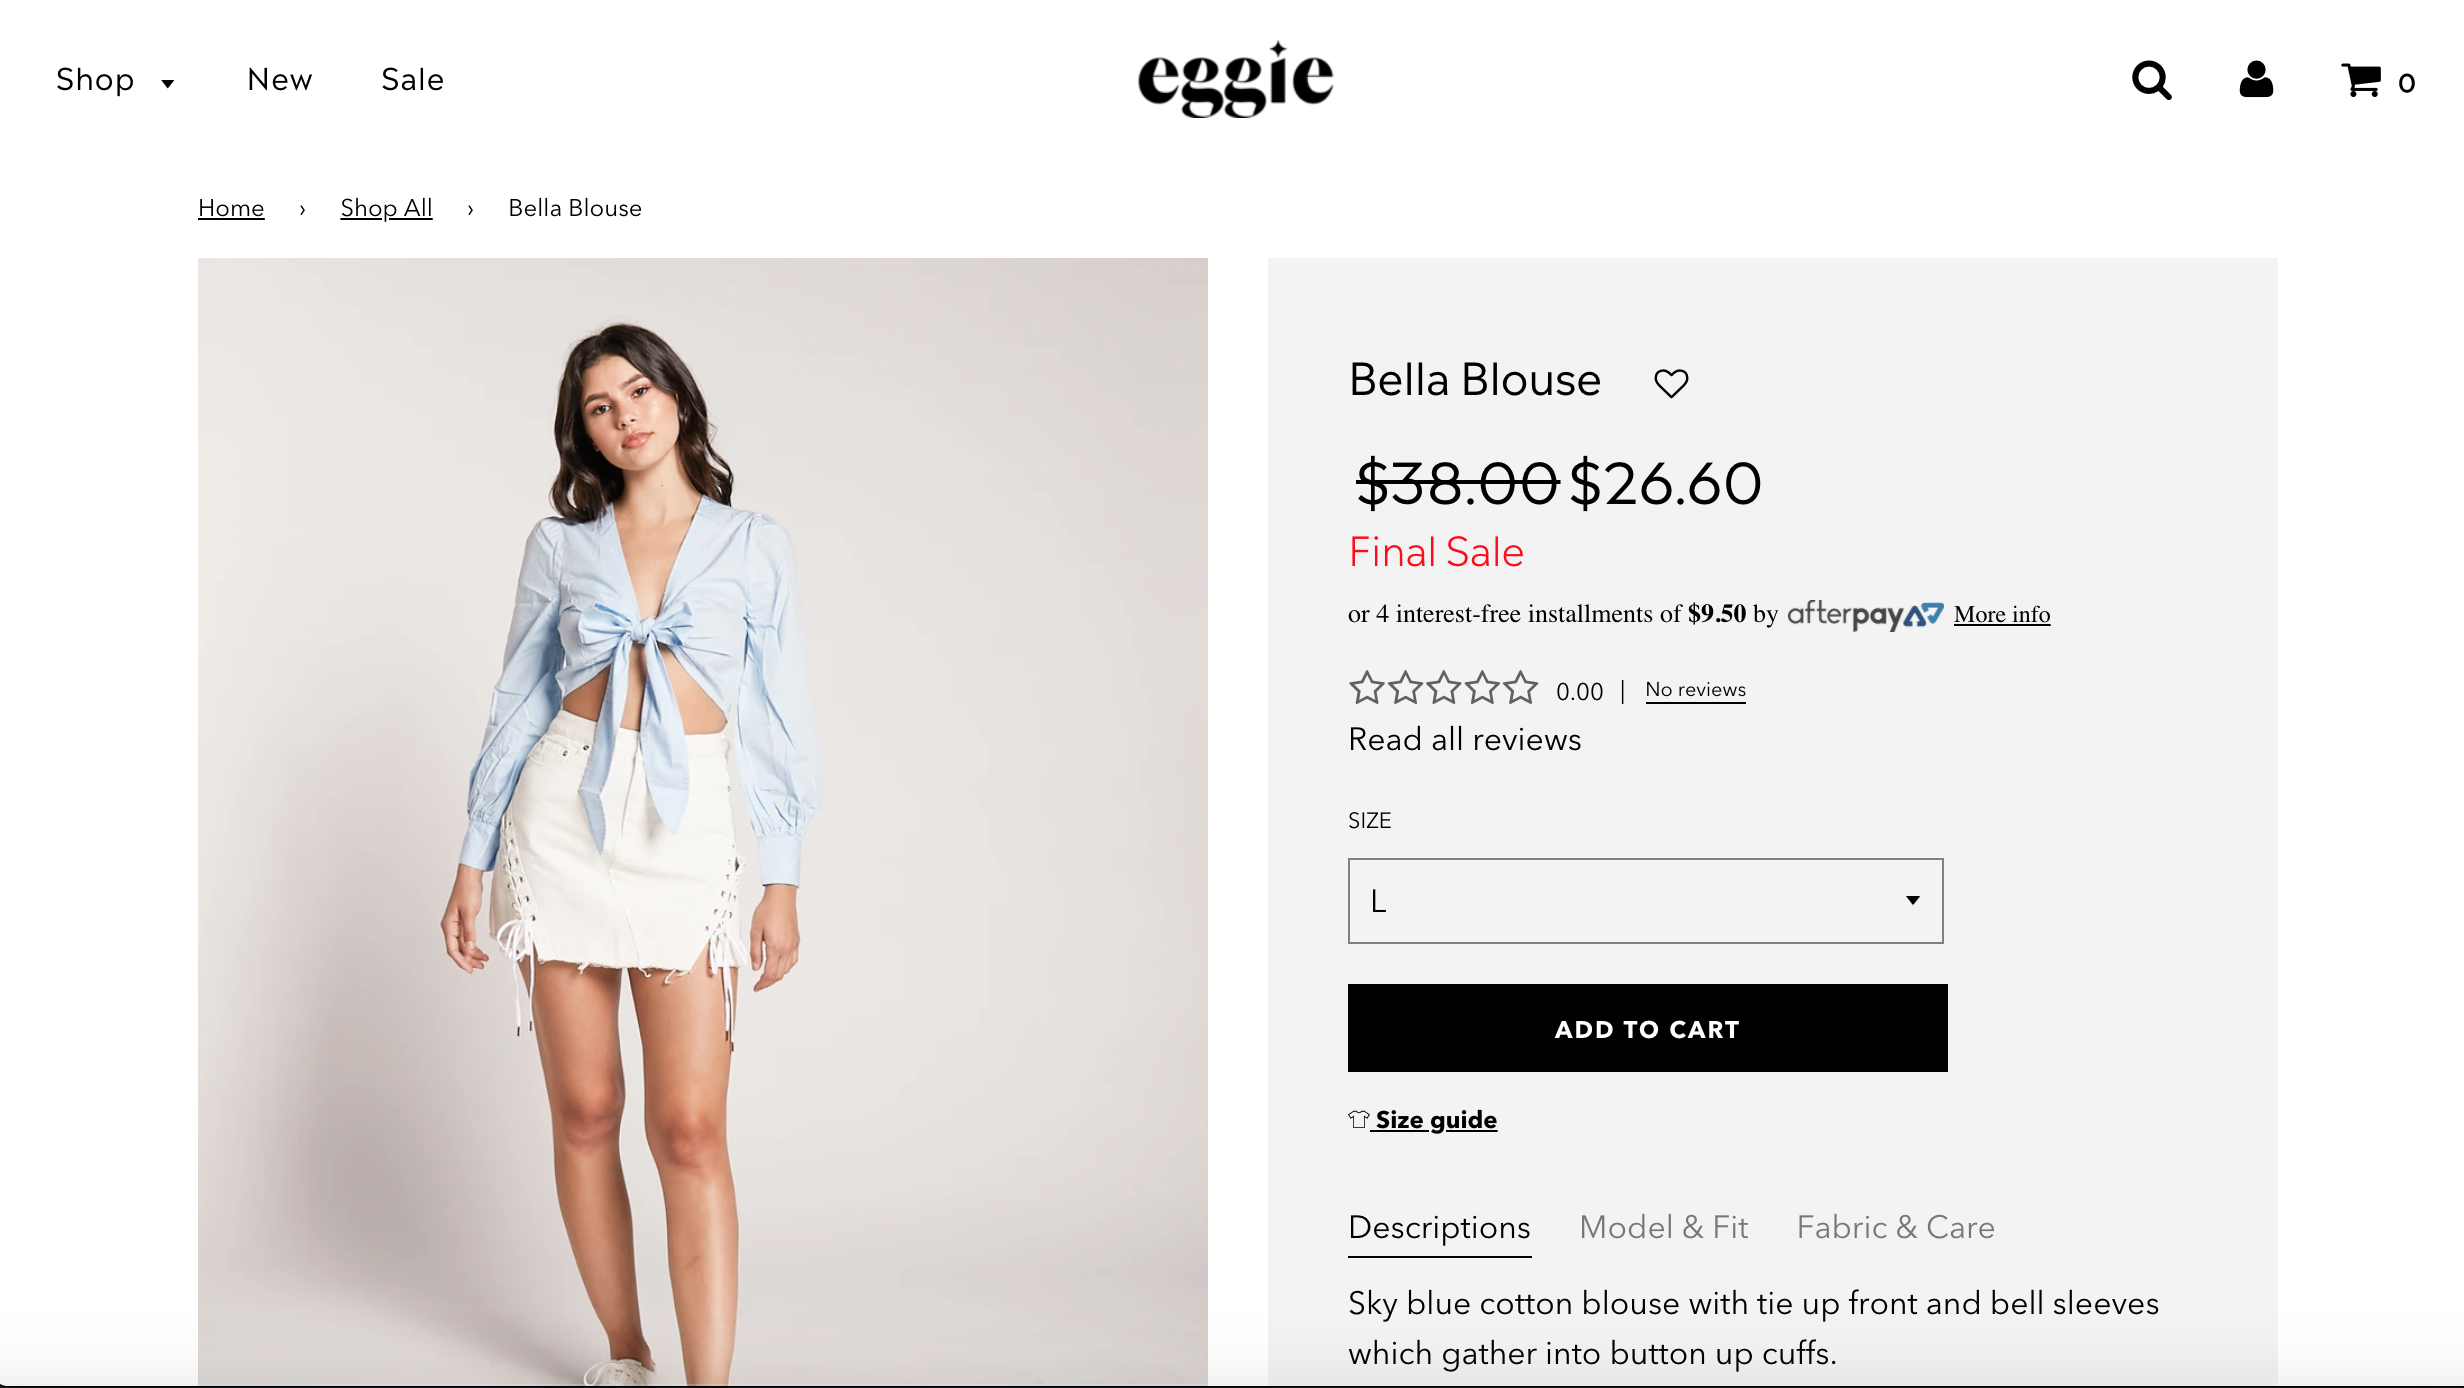 Shop New Sale
eggie
0
Home › Shop All › Bella Blouse
Bella Blouse
$38.00 $26.60
Final Sale
or 4 interest-free installments of $9.50 by afterpay More info
0.00 | No reviews
Read all reviews
SIZE
L
ADD TO CART
Size guide
Descriptions Model & Fit Fabric & Care
Sky blue cotton blouse with tie up front and bell sleeves
which gather into button up cuffs.